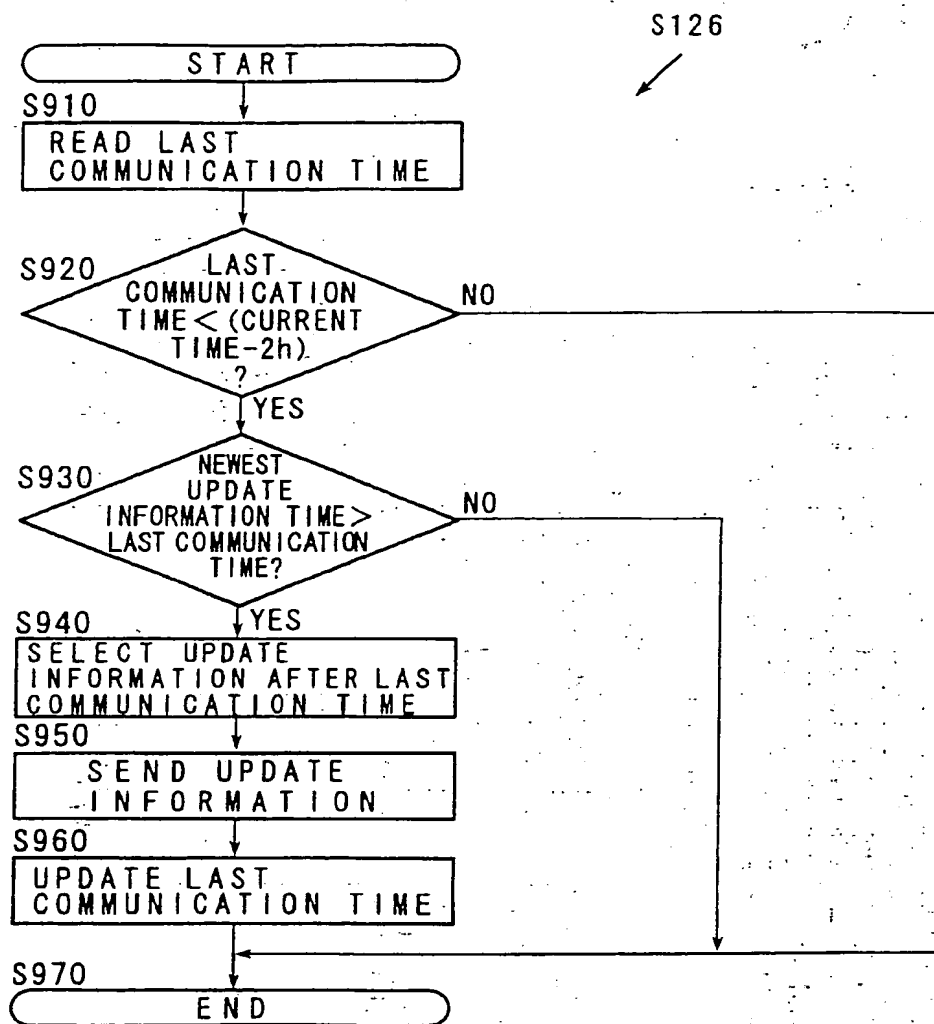 S126
START
S910
READ LAST
COMMUNICATION TIME
S920
LAST
COMMUNICATION
TIME<(CURRENT
TIME-2h)
?
NO
YES
S930
NEWEST
UPDATE
INFORMATION TIME>
LAST COMMUNICATION
TIME?
NO
YES
S940
SELECT UPDATE
INFORMATION AFTER LAST
COMMUNICATION TIME
S950
SEND UPDATE
INFORMATION
S960
UPDATE LAST
COMMUNICATION TIME
S970
END